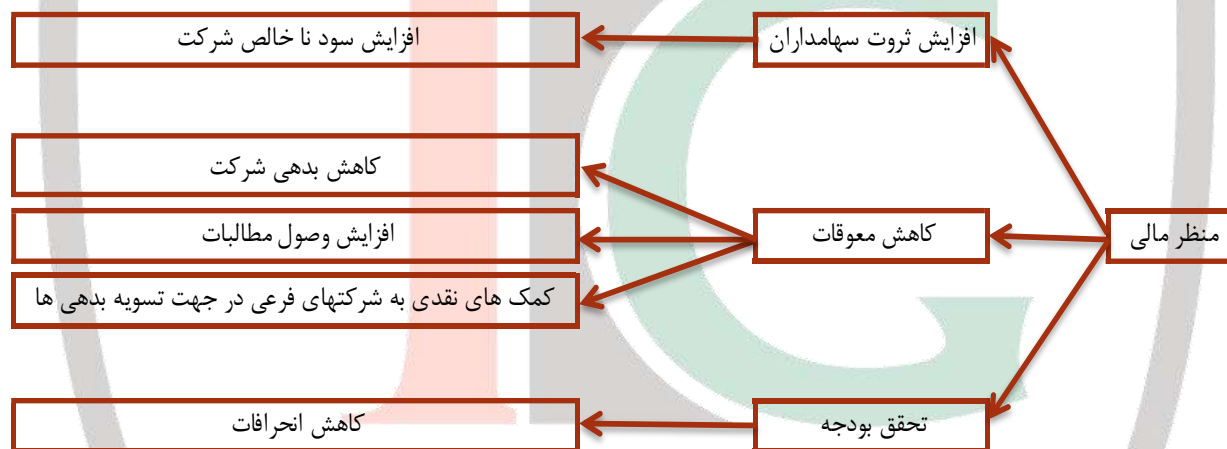 منظر مالی
افزایش ثروت سهامداران
افزایش سود نا خالص شرکت
کاهش معوقات
کاهش بدهی شرکت
افزایش وصول مطالبات
کمک های نقدی به شرکتهای فرعی در جهت تسویه بدهی ها
تحقق بودجه
کاهش انحرافات